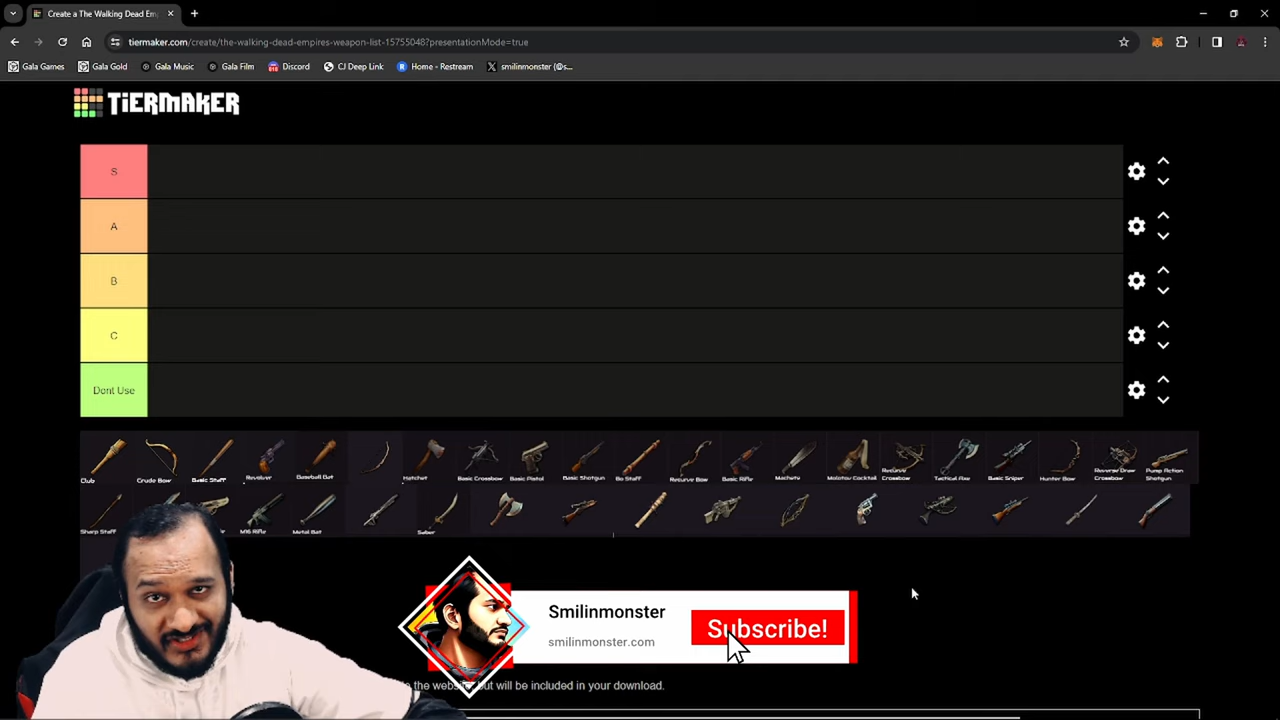 Create a The Walking Dead Em
tiermaker.com/create/the-walking-dead-empires-weapon-list-15755048?presentationMode=true
Gala Games Gala Gold Gala Music Gala Film Discord CJ Deep Link Home - Restream smilinmonster (@s...
TiERMAKER
S
A
B
C
Dont Use
Club Crude Bow Basic Staff Revolver Baseball Bat Hatchet Basic Crossbow Basic Pistol Basic Shotgun Bo Staff Recurve Bow Basic Rifle Machete Molotov Cocktail Recurve Crossbow Tactical Axe Basic Sniper Hunter Bow Reverse Draw Crossbow Pump Action Shotgun
Sharp Staff M16 Rifle Metal Bat Saber
Smilinmonster
Subscribe!
smilinmonster.com
the website but will be included in your download.